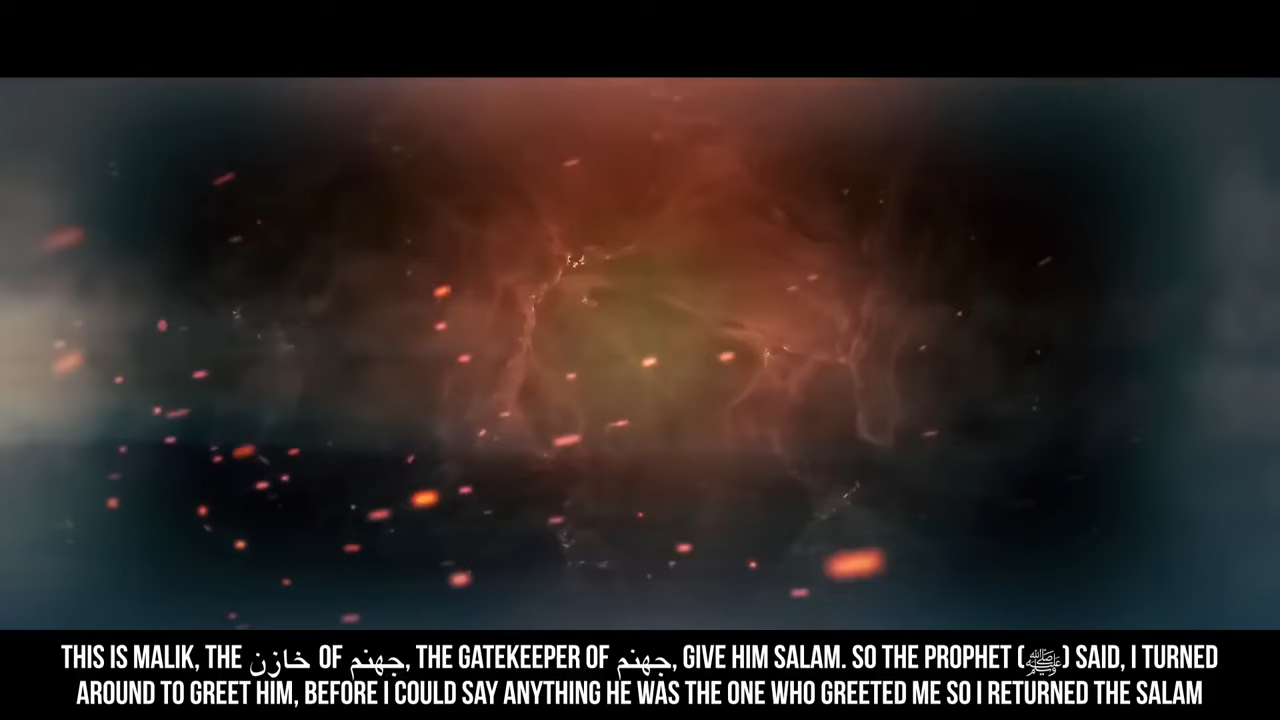 THIS IS MALIK, THE خازن OF جهنم, THE GATEKEEPER OF جهنم, GIVE HIM SALAM. SO THE PROPHET (ﷺ) SAID, I TURNED
AROUND TO GREET HIM, BEFORE I COULD SAY ANYTHING HE WAS THE ONE WHO GREETED ME SO I RETURNED THE SALAM